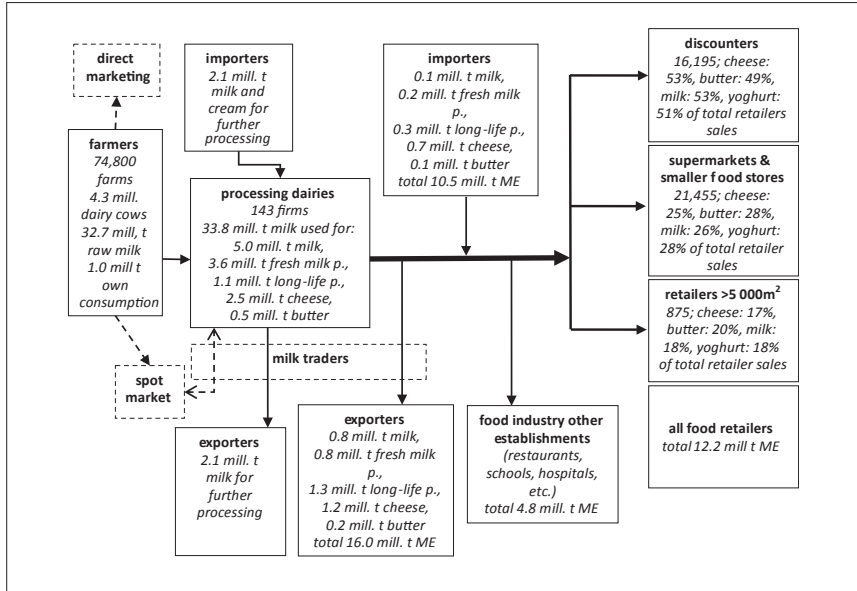 direct
marketing
farmers
74,800
farms
4.3 mill.
dairy cows
32.7 mill, t
raw milk
1.0 mill t
own
consumption
spot
market
importers
2.1 mill. t
milk and
cream for
further
processing
processing dairies
143 firms
33.8 mill. t milk used for:
5.0 mill. t milk,
3.6 mill. t fresh milk p.,
1.1 mill. t long-life p.,
2.5 mill. t cheese,
0.5 mill. t butter
milk traders
exporters
2.1 mill. t
milk for
further
processing
importers
0.1 mill. t milk,
0.2 mill. t fresh milk
p.,
0.3 mill. t long-life p.,
0.7 mill. t cheese,
0.1 mill. t butter
total 10.5 mill. t ME
exporters
0.8 mill. t milk,
0.8 mill. t fresh milk
p.,
1.3 mill. t long-life p.,
1.2 mill. t cheese,
0.2 mill. t butter
total 16.0 mill. t ME
food industry other
establishments
(restaurants,
schools, hospitals,
etc.)
total 4.8 mill. t ME
discounters
16,195; cheese:
53%, butter: 49%,
milk: 53%, yoghurt:
51% of total retailers
sales
supermarkets &
smaller food stores
21,455; cheese:
25%, butter: 28%,
milk: 26%, yoghurt:
28% of total retailer
sales
retailers >5 000m²
875; cheese: 17%,
butter: 20%, milk:
18%, yoghurt: 18%
of total retailer sales
all food retailers
total 12.2 mill t ME